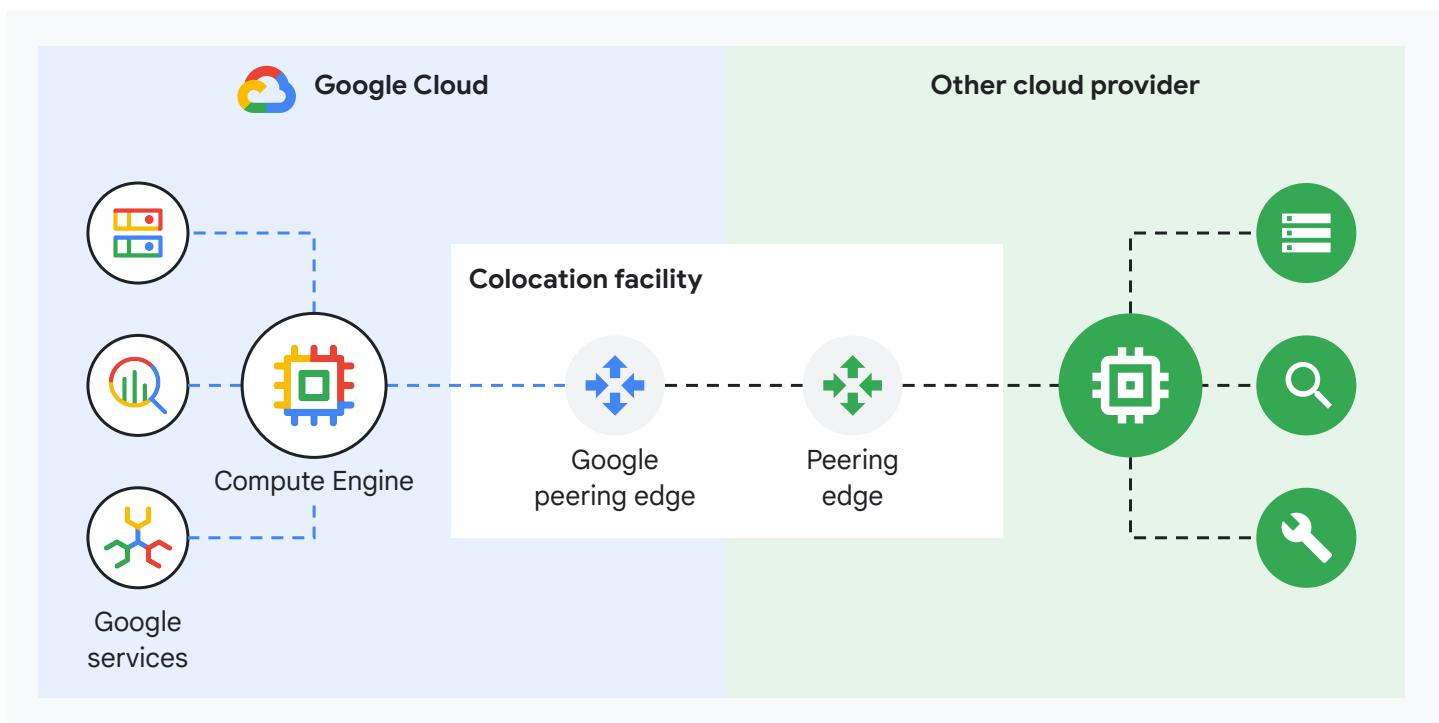 Google Cloud
Other cloud provider
Colocation facility
Compute Engine
Google
peering edge
Peering
edge
Google
services